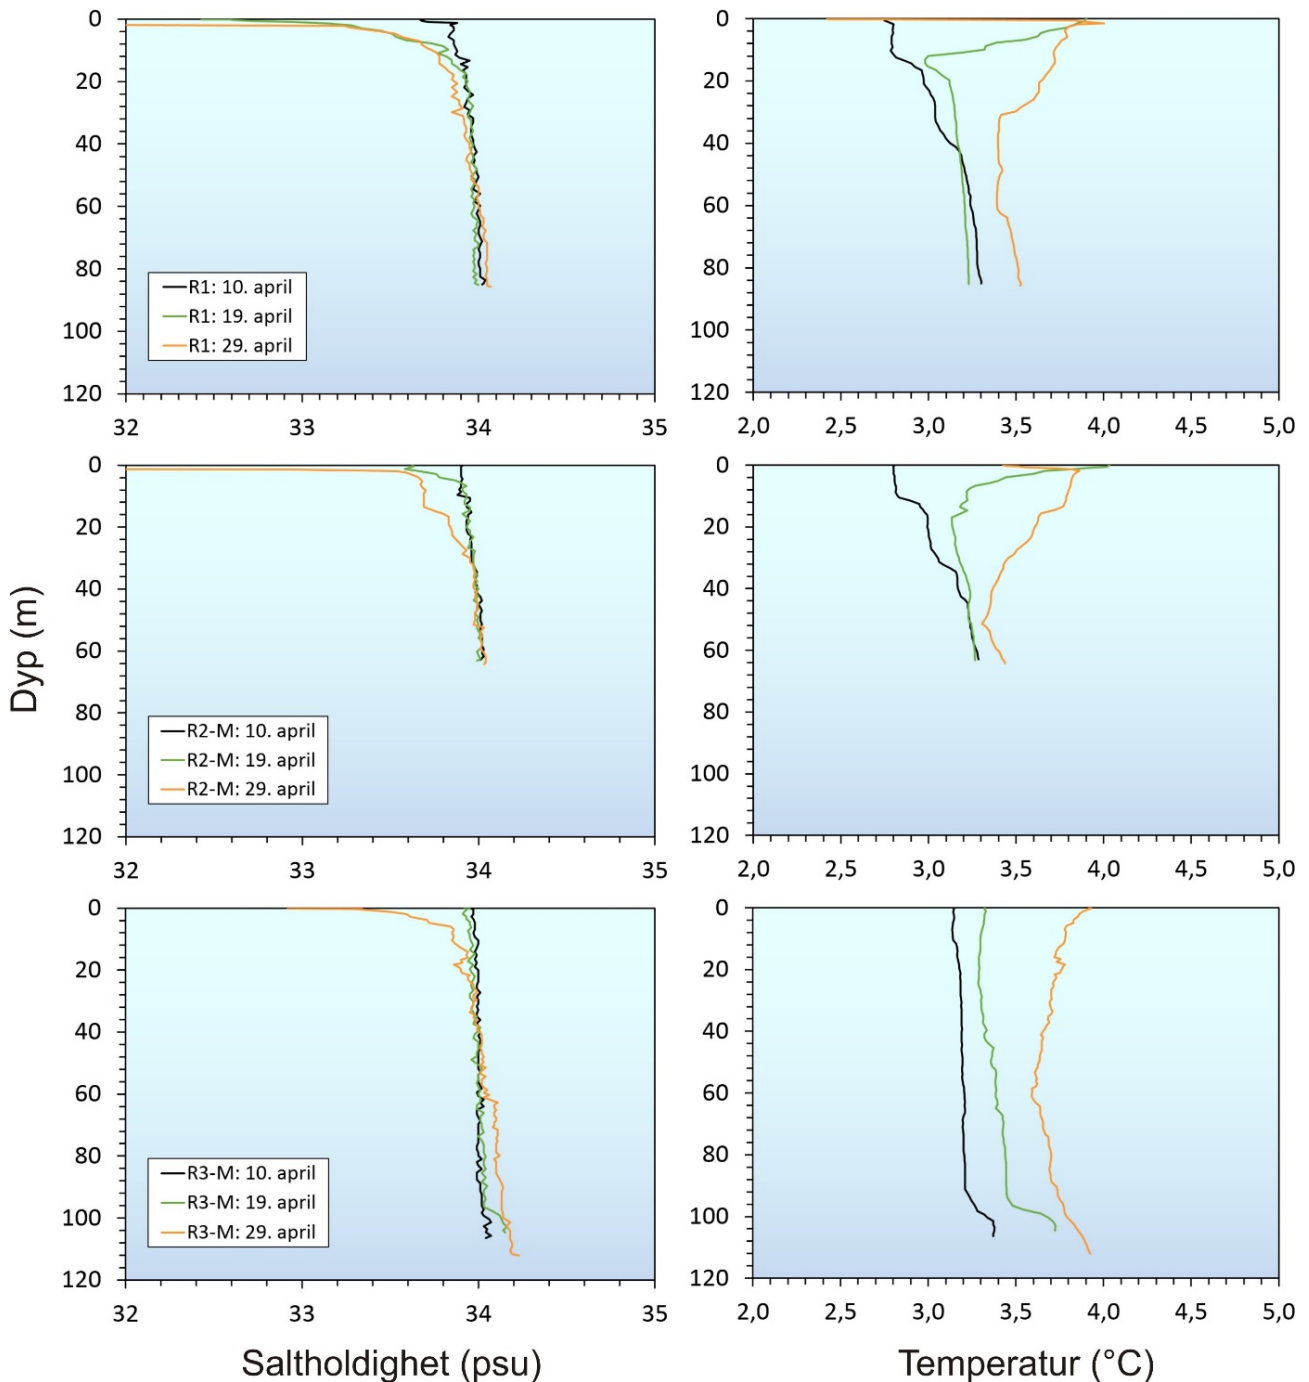 0
20
40
60
80
100
120
32 33 34 35
R1: 10. april
R1: 19. april
R1: 29. april
0
20
40
60
80
100
120
2,0 2,5 3,0 3,5 4,0 4,5 5,0
Dyp (m)
0
20
40
60
80
100
120
32 33 34 35
R2-M: 10. april
R2-M: 19. april
R2-M: 29. april
0
20
40
60
80
100
120
2,0 2,5 3,0 3,5 4,0 4,5 5,0
0
20
40
60
80
100
120
32 33 34 35
R3-M: 10. april
R3-M: 19. april
R3-M: 29. april
0
20
40
60
80
100
120
2,0 2,5 3,0 3,5 4,0 4,5 5,0
Saltholdighet (psu)
Temperatur (°C)